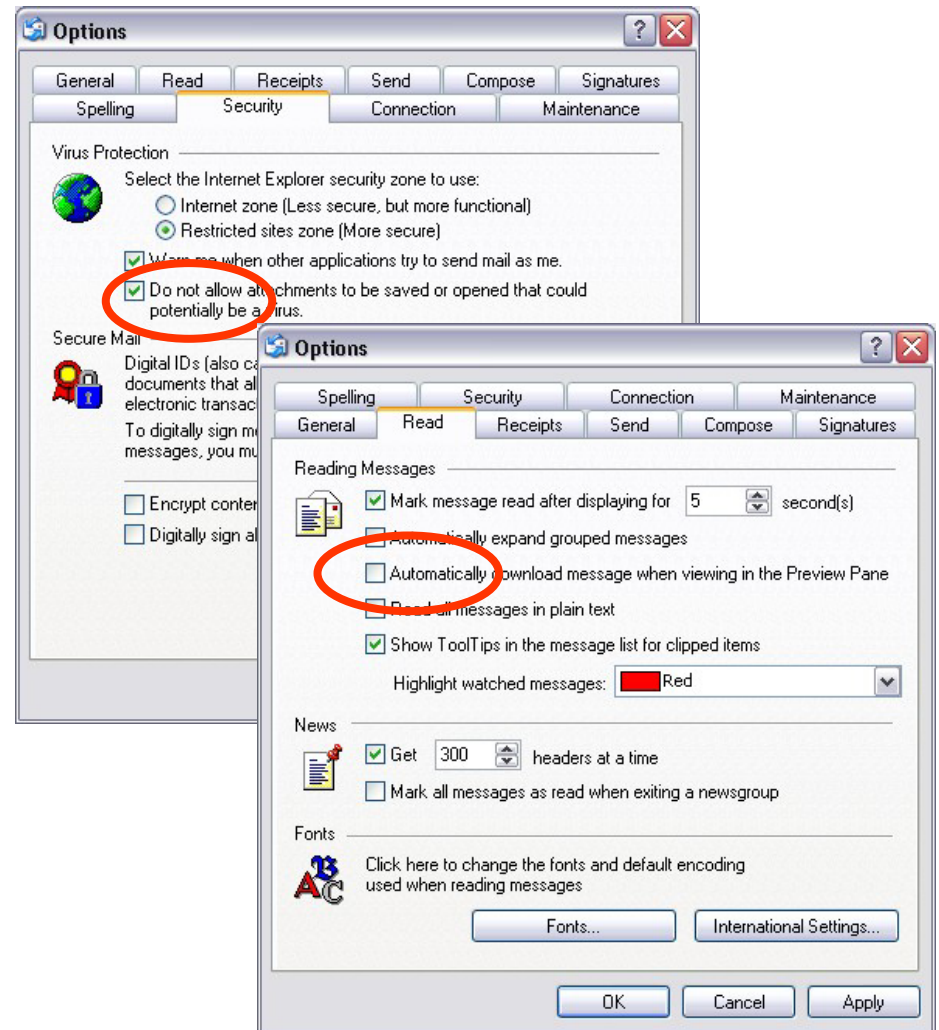 Options
General Read Receipts Send Compose Signatures
Spelling Security Connection Maintenance
Virus Protection
Select the Internet Explorer security zone to use:
Internet zone (Less secure, but more functional)
Restricted sites zone (More secure)
Warn me when other applications try to send mail as me.
Do not allow attachments to be saved or opened that could
potentially be a virus.
Secure Mail
Digital IDs (also ca
documents that al
electronic transac
To digitally sign me
messages, you mu
Encrypt conter
Digitally sign al
Options
Spelling Security Connection Maintenance
General Read Receipts Send Compose Signatures
Reading Messages
Mark message read after displaying for 5 second(s)
Automatically expand grouped messages
Automatically download message when viewing in the Preview Pane
Read all messages in plain text
Show ToolTips in the message list for clipped items
Highlight watched messages: Red
News
Get 300 headers at a time
Mark all messages as read when exiting a newsgroup
Fonts
Click here to change the fonts and default encoding
used when reading messages
Fonts... International Settings...
OK Cancel Apply